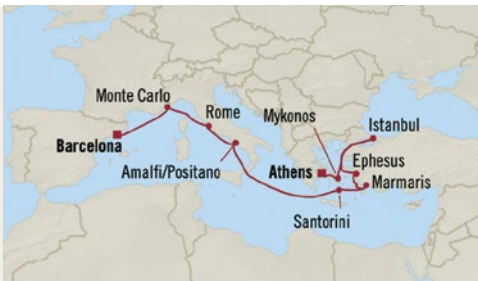 Monte Carlo
Rome
Mykonos
Istanbul
Barcelona
Ephesus
Amalfi/Positano
Athens
Marmaris
Santorini